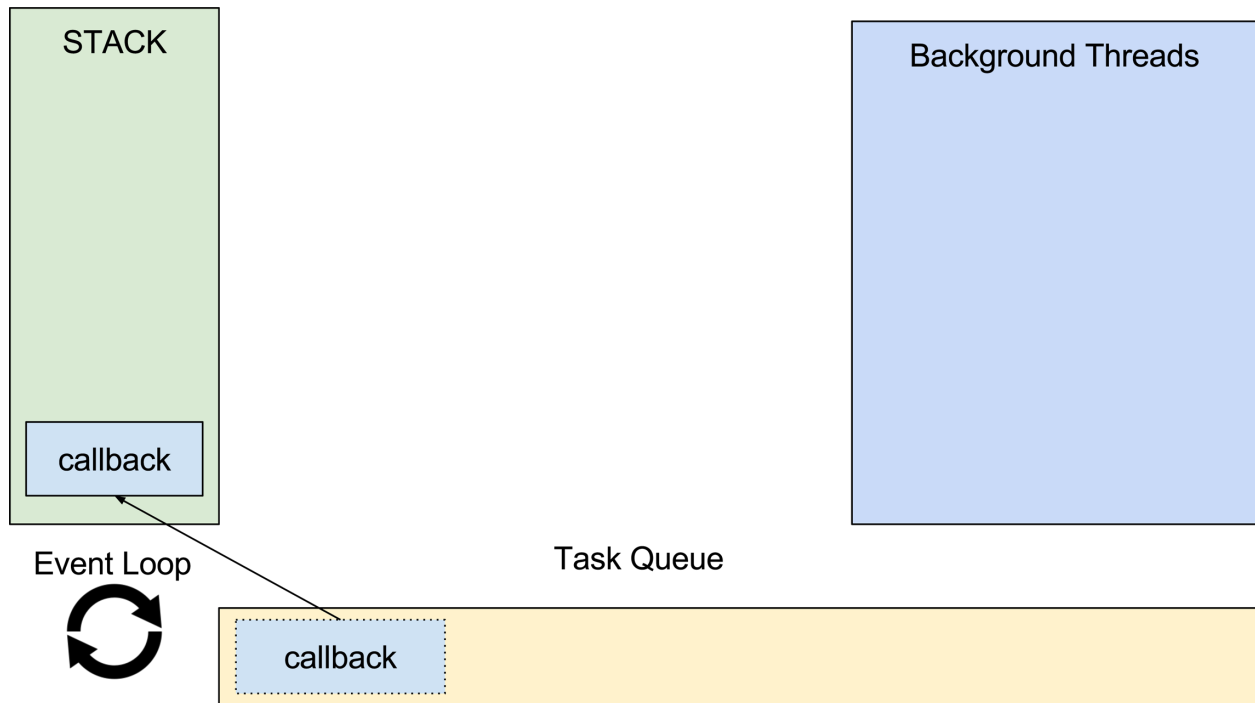 STACK
Background Threads
callback
Event Loop
Task Queue
callback